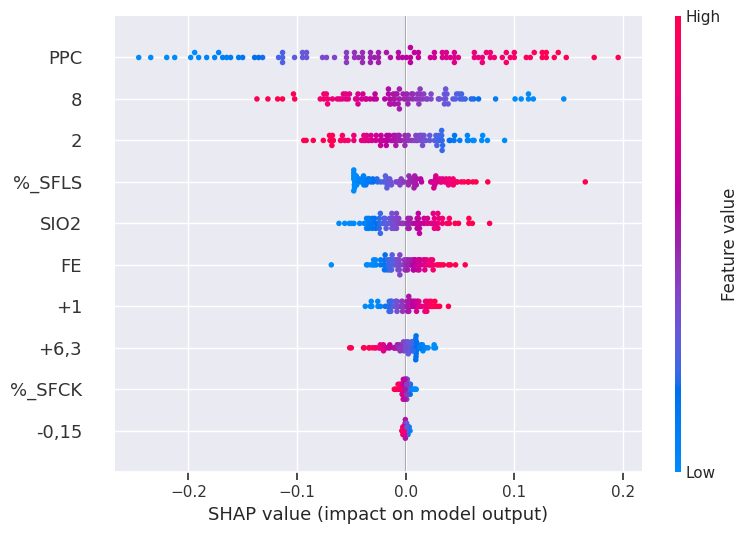 High
PPC
8
2
%_SFLS
SIO2
FE
+1
+6,3
%_SFCK
-0,15
Feature value
Low
−0.2
−0.1
0.0
0.1
0.2
SHAP value (impact on model output)